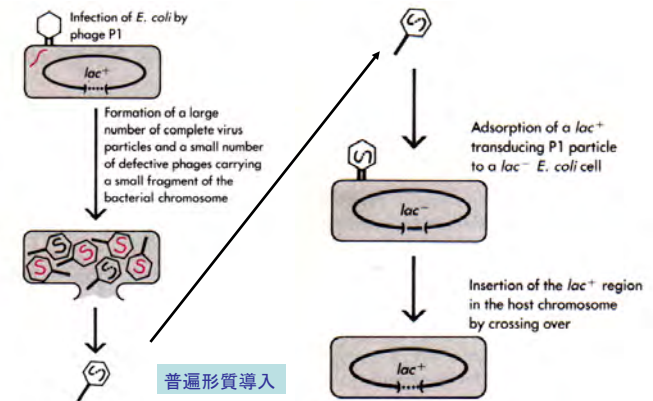 Infection of E. coli by
phage P1
lac⁺
Formation of a large
number of complete virus
particles and a small number
of defective phages carrying
a small fragment of the
bacterial chromosome
普遍形質導入
Adsorption of a lac⁺
transducing P1 particle
to a lac⁻ E. coli cell
lac⁻
Insertion of the lac⁺ region
in the host chromosome
by crossing over
lac⁺